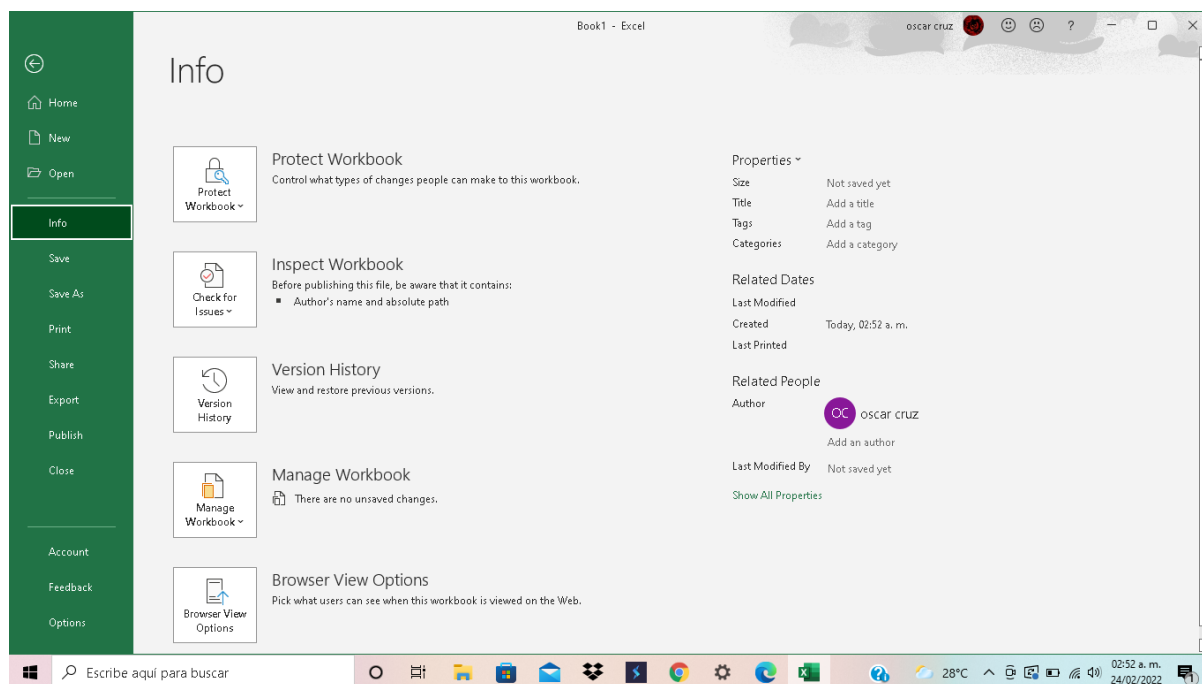 Book1 - Excel
oscar cruz
?
Info
Home
New
Open
Info
Save
Save As
Print
Share
Export
Publish
Close
Account
Feedback
Options
Protect Workbook
Protect Workbook
Control what types of changes people can make to this workbook.
Check for Issues
Inspect Workbook
Before publishing this file, be aware that it contains:
Author's name and absolute path
Version History
Version History
View and restore previous versions.
Manage Workbook
Manage Workbook
There are no unsaved changes.
Browser View Options
Browser View Options
Pick what users can see when this workbook is viewed on the Web.
Properties
Size Not saved yet
Title Add a title
Tags Add a tag
Categories Add a category
Related Dates
Last Modified
Created Today, 02:52 a. m.
Last Printed
Related People
Author OC oscar cruz
Add an author
Last Modified By Not saved yet
Show All Properties
Escribe aquí para buscar
28°C
02:52 a. m.
24/02/2022